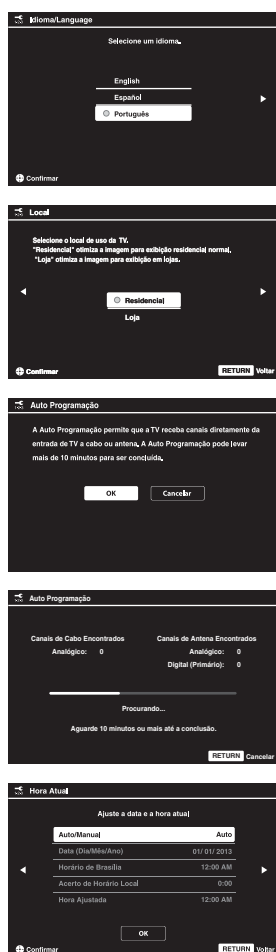 Idioma/Language
Selecione um idioma.
English
Español
Português
Confirmar
Local
Selecione o local de uso da TV.
"Residencial" otimiza a imagem para exibição residencial normal,
"Loja" otimiza a imagem para exibição em lojas.
Residencial
Loja
Confirmar RETURN Voltar
Auto Programação
A Auto Programação permite que a TV receba canais diretamente da
entrada de TV a cabo ou antena. A Auto Programação pode levar
mais de 10 minutos para ser concluída.
OK Cancelar
Auto Programação
Canais de Cabo Encontrados Canais de Antena Encontrados
Analógico: 0 Analógico: 0
Digital (Primário): 0
Procurando...
Aguarde 10 minutos ou mais até a conclusão.
RETURN Cancelar
Hora Atual
Ajuste a data e a hora atual
Auto/Manual Auto
Data (Dia/Mês/Ano) 01/ 01/ 2013
Horário de Brasília 12:00 AM
Acerto de Horário Local 0:00
Hora Ajustada 12:00 AM
OK
Confirmar RETURN Voltar